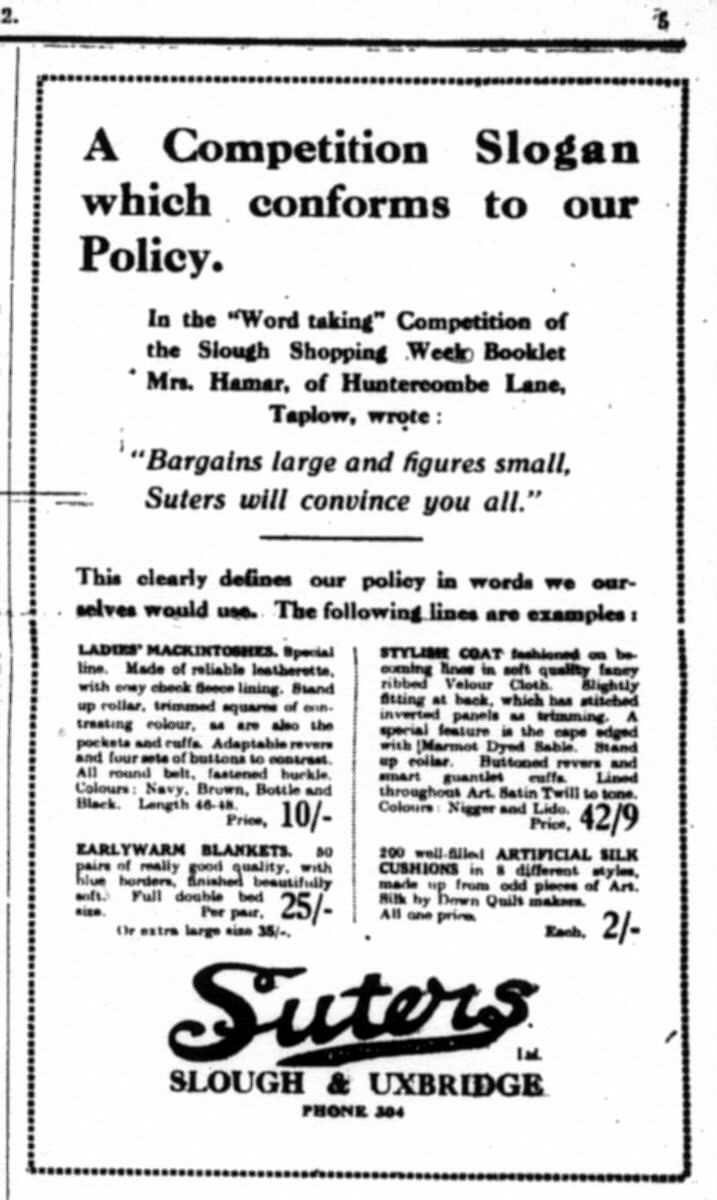 2.
A Competition Slogan
which conforms to our
Policy.
In the "Word taking" Competition of
the Slough Shopping Week Booklet
Mrs. Hamar, of Huntercombe Lane,
Taplow, wrote:
"Bargains large and figures small,
Suters will convince you all."
This clearly defines our policy in words we our-
selves would use. The following lines are examples:
LADIES' MACKINTOSHES. Special
line. Made of reliable leatherette,
with cosy check fleece lining. Stand
up collar, trimmed squares of con-
trasting colour, as are also the
pockets and cuffs. Adaptable revers
and four sets of buttons to contrast.
All round belt, fastened buckle.
Colours: Navy, Brown, Bottle and
Black. Length 46-48.
Price, 10/-
EARLYWARM BLANKETS. 50
pairs of really good quality, with
blue borders, finished beautifully
soft. Full double bed
size. Per pair, 25/-
Or extra large size 35/-.
STYLISH COAT fashioned on be-
coming lines in soft quality fancy
ribbed Velour Cloth. Slightly
fitting at back, which has stitched
inverted panels as trimming. A
special feature is the cape edged
with Marmot Dyed Sable. Stand
up collar. Buttoned revers and
smart guantlet cuffs. Lined
throughout Art. Satin Twill to tone.
Colours: Nigger and Lido.
Price, 42/9
200 well-filled ARTIFICIAL SILK
CUSHIONS in 8 different styles,
made up from odd pieces of Art.
Silk by Down Quilt makers.
All one price.
Each, 2/-
Suters
Ltd.
SLOUGH & UXBRIDGE
PHONE 304